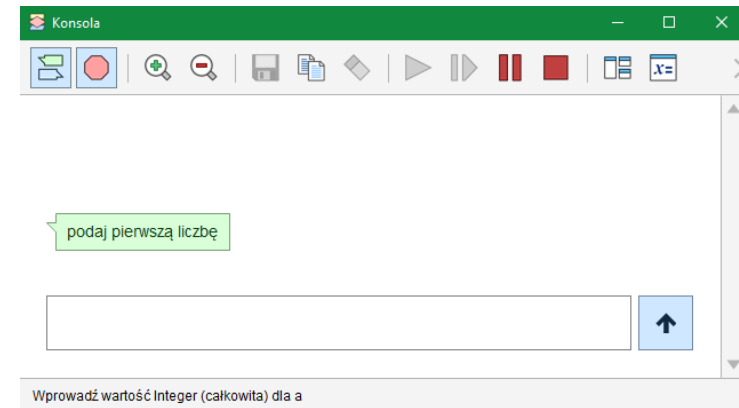 Konsola
x=
podaj pierwszą liczbę
Wprowadź wartość Integer (całkowita) dla a